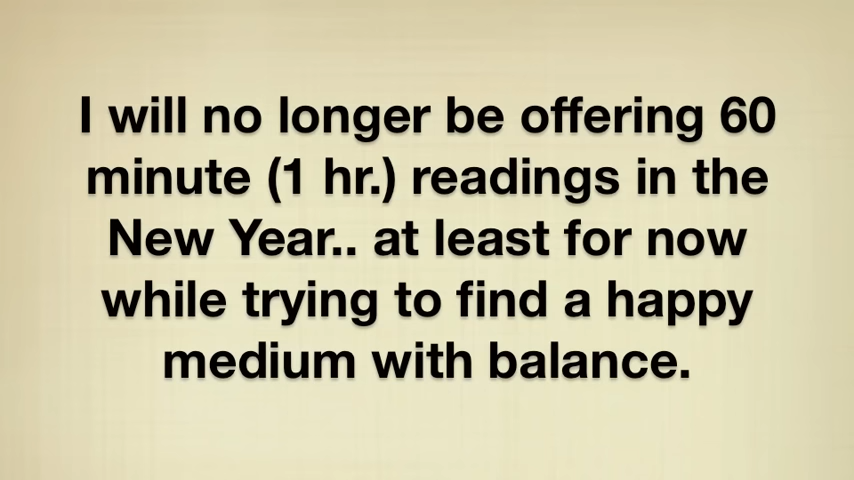 I will no longer be offering 60
minute (1 hr.) readings in the
New Year.. at least for now
while trying to find a happy
medium with balance.